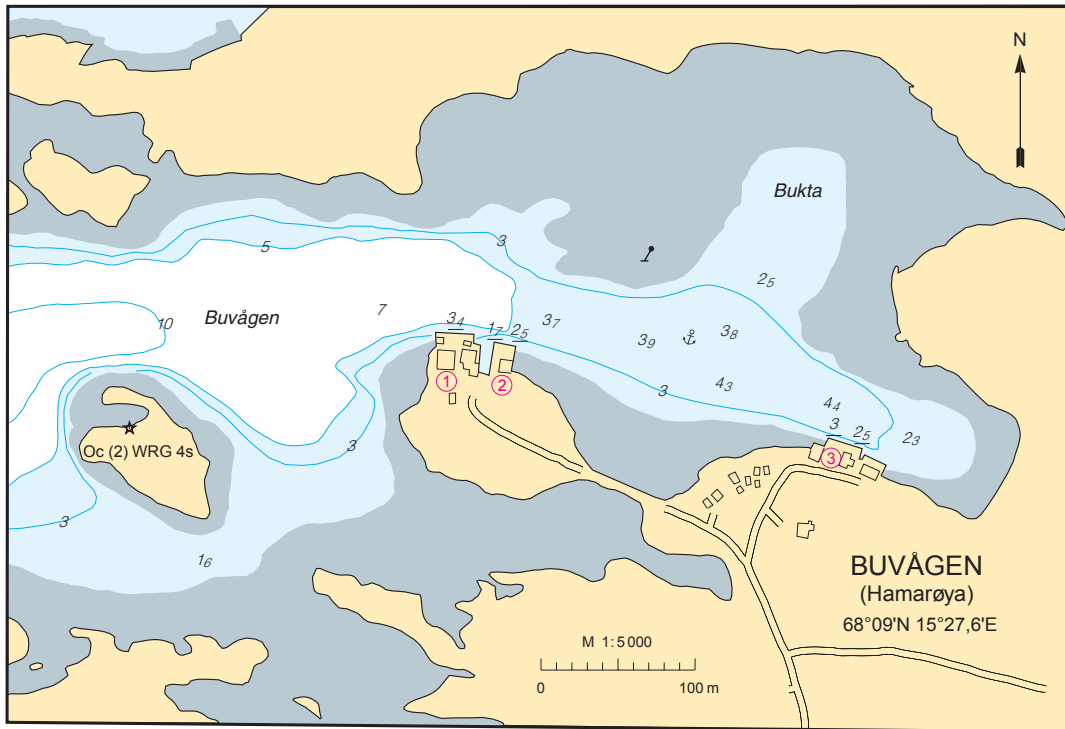 N
Bukta
5
3
2₅
10
Buvågen
7
3₄
1₇
2₅
3₇
3₉
3₈
4₃
3
4₄
1
2
3
2₅
2₃
3
3
Oc (2) WRG 4s
3
1₆
BUVÅGEN
(Hamarøya)
68°09'N 15°27,6'E
M 1:5000
0 100 m